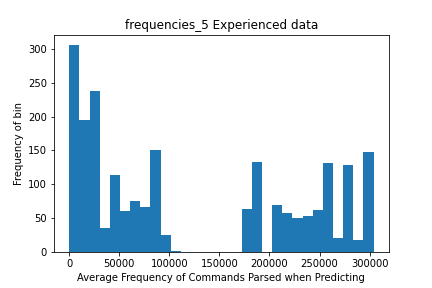 frequencies_5 Experienced data
Frequency of bin
300
250
200
150
100
50
0
0 50000 100000 150000 200000 250000 300000
Average Frequency of Commands Parsed when Predicting